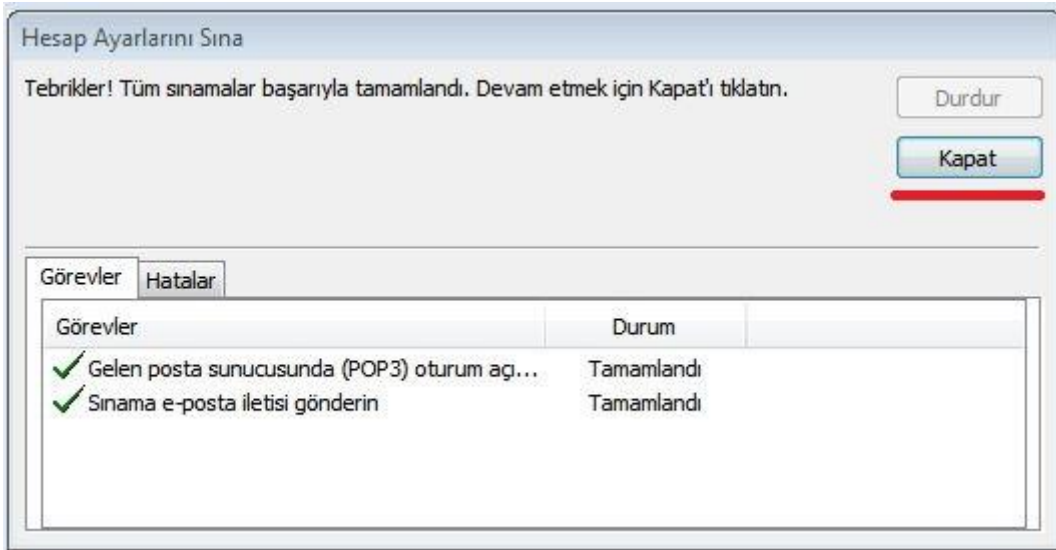 Hesap Ayarlarını Sına
Tebrikler! Tüm sınamalar başarıyla tamamlandı. Devam etmek için Kapat'ı tıklatın.
Durdur
Kapat
Görevler Hatalar
Görevler Durum
Gelen posta sunucusunda (POP3) oturum açı... Tamamlandı
Sınama e-posta iletisi gönderin Tamamlandı